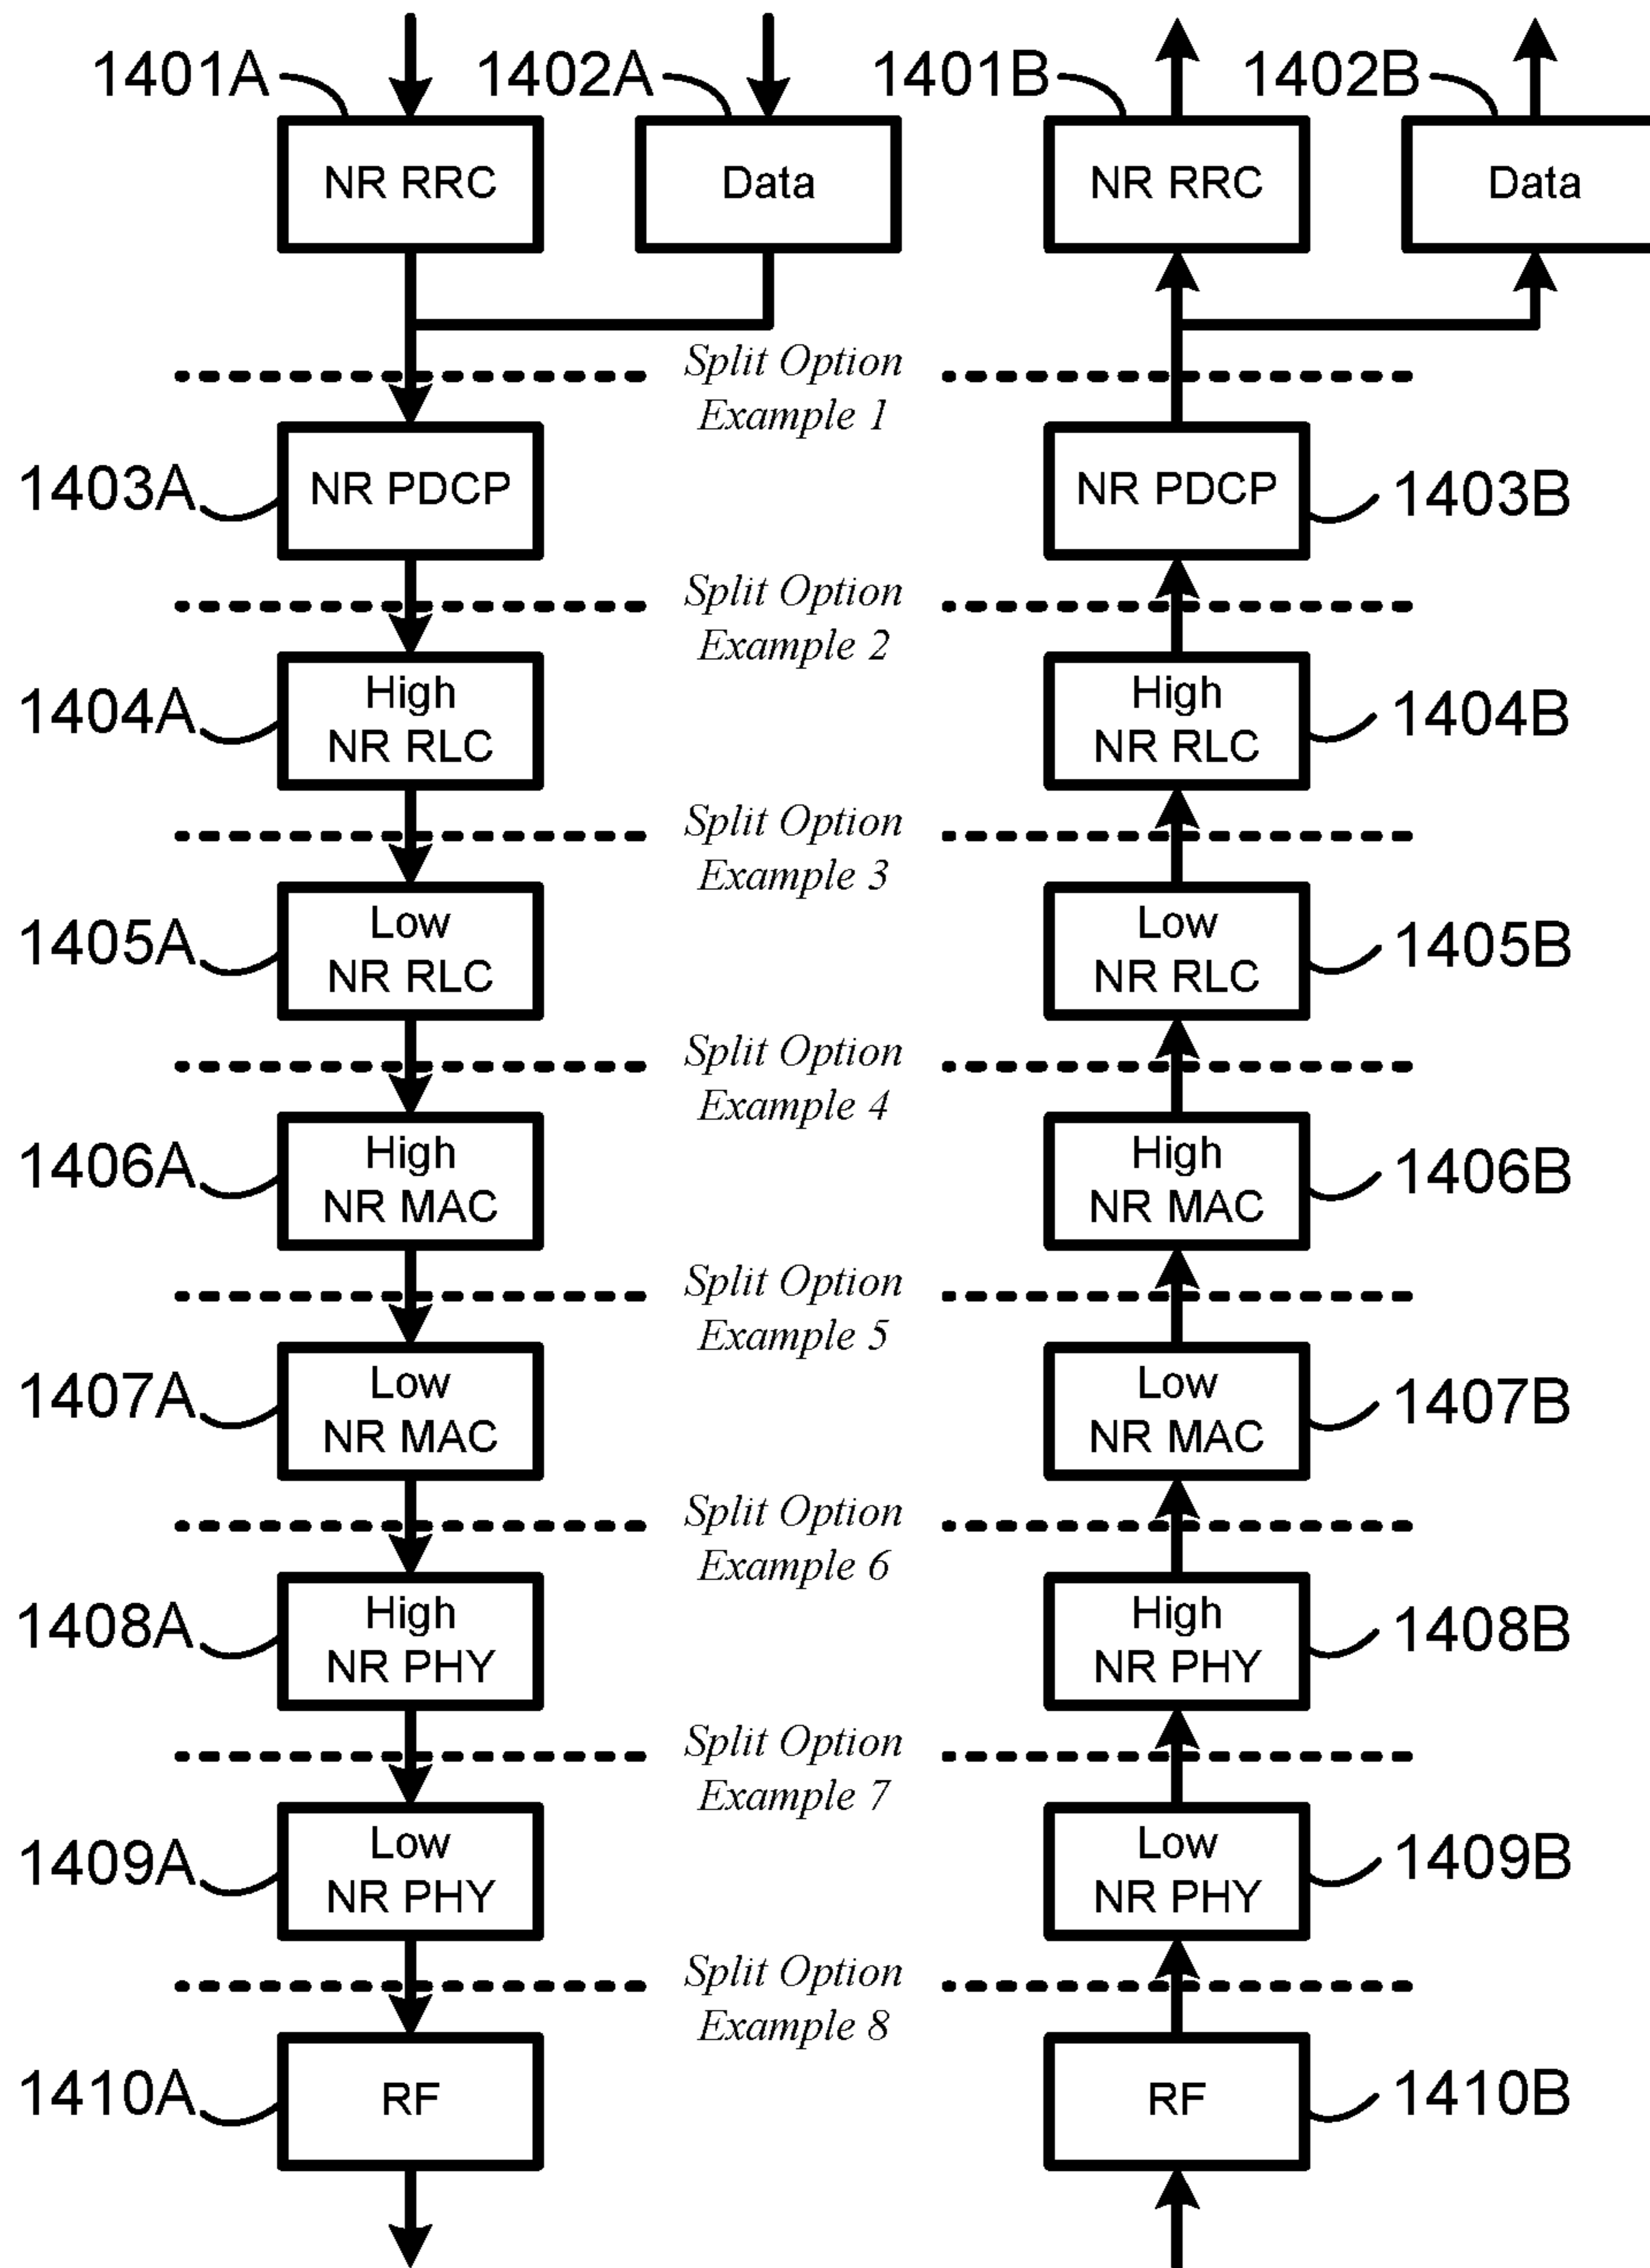 1401A 1402A 1401B 1402B
NR RRC Data NR RRC Data
Split Option
Example 1
1403A NR PDCP NR PDCP 1403B
Split Option
Example 2
1404A High NR RLC High NR RLC 1404B
Split Option
Example 3
1405A Low NR RLC Low NR RLC 1405B
Split Option
Example 4
1406A High NR MAC High NR MAC 1406B
Split Option
Example 5
1407A Low NR MAC Low NR MAC 1407B
Split Option
Example 6
1408A High NR PHY High NR PHY 1408B
Split Option
Example 7
1409A Low NR PHY Low NR PHY 1409B
Split Option
Example 8
1410A RF RF 1410B